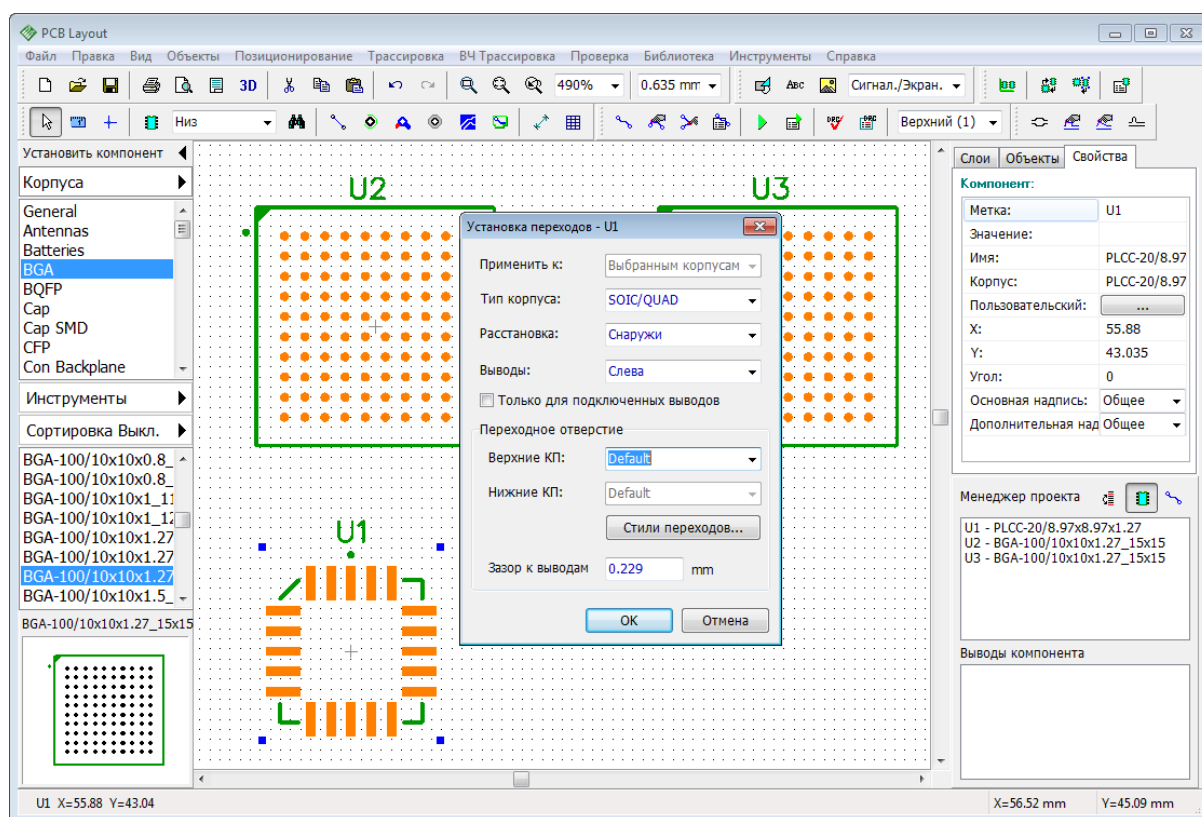 PCB Layout
Файл Правка Вид Объекты Позиционирование Трассировка ВЧ Трассировка Проверка Библиотека Инструменты Справка
3D 490% 0.635 mm ABC Сигнал./Экран.
Низ Верхний (1)
Установить компонент
Корпуса
General
Antennas
Batteries
BGA
BQFP
Cap
Cap SMD
CFP
Con Backplane
Инструменты
Сортировка Выкл.
BGA-100/10x10x0.8_
BGA-100/10x10x0.8_
BGA-100/10x10x1_11
BGA-100/10x10x1_12
BGA-100/10x10x1.27
BGA-100/10x10x1.27
BGA-100/10x10x1.27
BGA-100/10x10x1.5_
BGA-100/10x10x1.27_15x15
U2
U3
U1
Установка переходов - U1
Применить к: Выбранным корпусам
Тип корпуса: SOIC/QUAD
Расстановка: Снаружи
Выводы: Слева
Только для подключенных выводов
Переходное отверстие
Верхние КП: Default
Нижние КП: Default
Стили переходов...
Зазор к выводам 0.229 mm
OK Отмена
Слои Объекты Свойства
Компонент:
Метка: U1
Значение:
Имя: PLCC-20/8.97
Корпус: PLCC-20/8.97
Пользовательский: ...
X: 55.88
Y: 43.035
Угол: 0
Основная надпись: Общее
Дополнительная над Общее
Менеджер проекта
U1 - PLCC-20/8.97x8.97x1.27
U2 - BGA-100/10x10x1.27_15x15
U3 - BGA-100/10x10x1.27_15x15
Выводы компонента
U1 X=55.88 Y=43.04
X=56.52 mm Y=45.09 mm